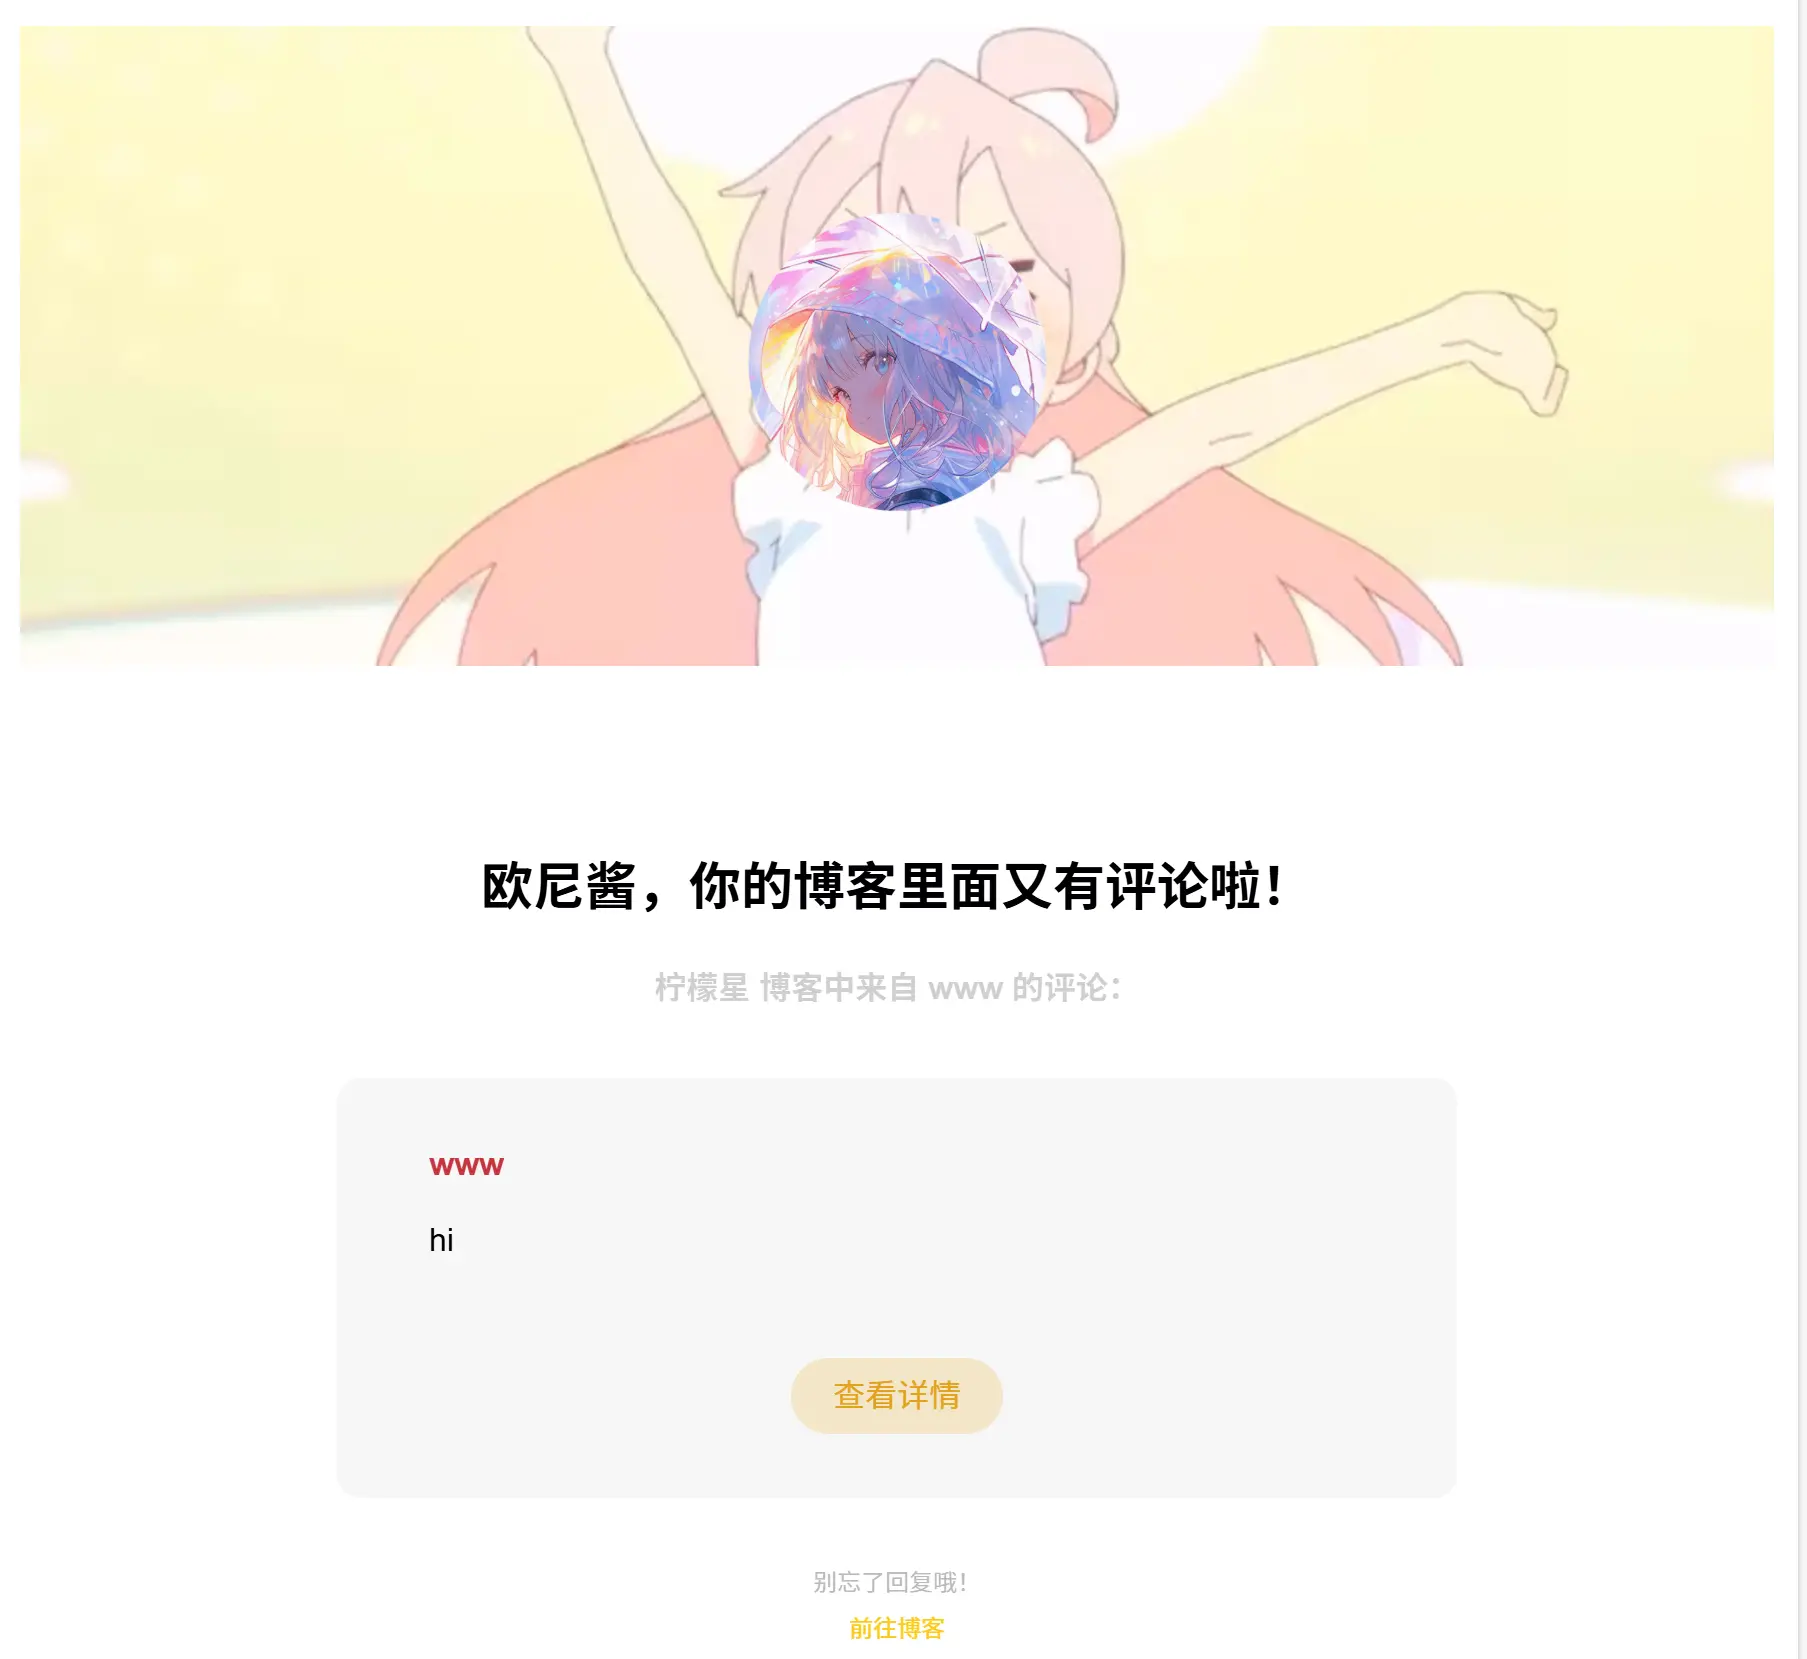 欧尼酱，你的博客里面又有评论啦！
柠檬星 博客中来自 www 的评论：
www
hi
查看详情
别忘了回复哦！
前往博客